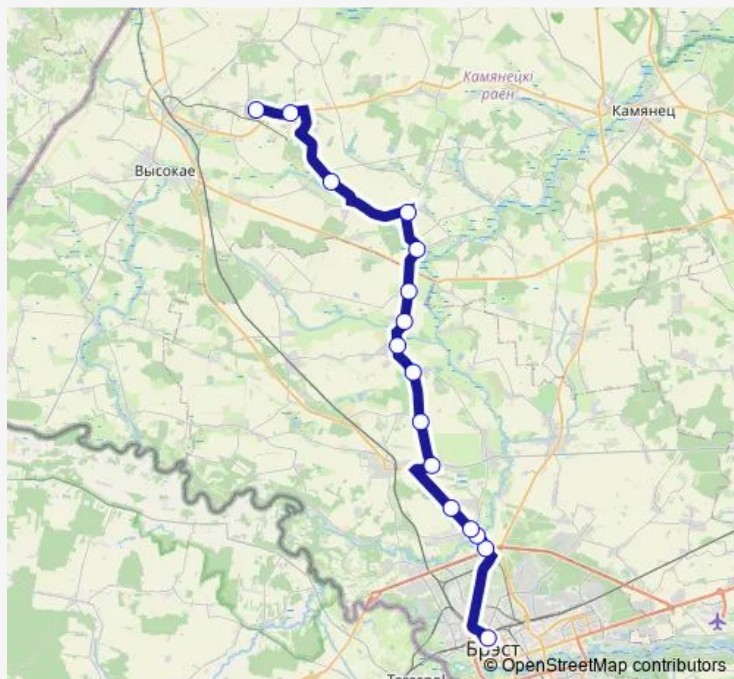 Камянецкі
раён
Камянец
Высокае
Брэст
© OpenStreetMap contributors